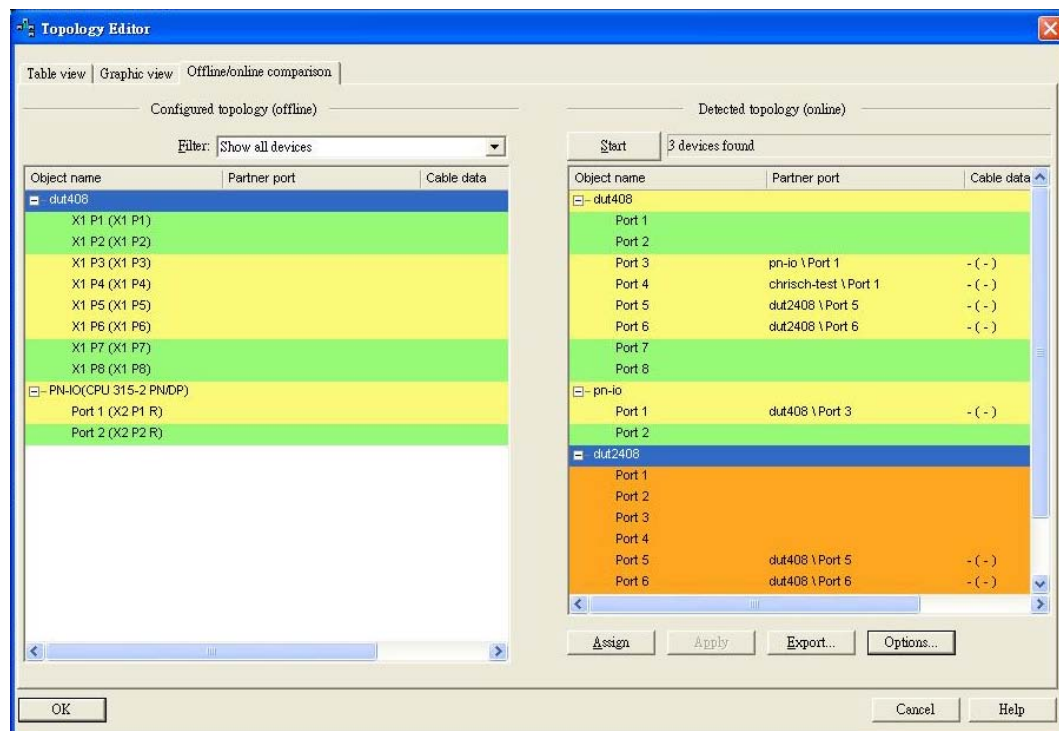 Topology Editor
Table view Graphic view Offline/online comparison
Configured topology (offline)
Filter: Show all devices
Object name Partner port Cable data
dut408
X1 P1 (X1 P1)
X1 P2 (X1 P2)
X1 P3 (X1 P3)
X1 P4 (X1 P4)
X1 P5 (X1 P5)
X1 P6 (X1 P6)
X1 P7 (X1 P7)
X1 P8 (X1 P8)
PN-IO(CPU 315-2 PN/DP)
Port 1 (X2 P1 R)
Port 2 (X2 P2 R)
Detected topology (online)
Start 3 devices found
Object name Partner port Cable data
dut408
Port 1
Port 2
Port 3 pn-io \ Port 1 - ( - )
Port 4 chrisch-test \ Port 1 - ( - )
Port 5 dut2408 \ Port 5 - ( - )
Port 6 dut2408 \ Port 6 - ( - )
Port 7
Port 8
pn-io
Port 1 dut408 \ Port 3 - ( - )
Port 2
dut2408
Port 1
Port 2
Port 3
Port 4
Port 5 dut408 \ Port 5 - ( - )
Port 6 dut408 \ Port 6 - ( - )
Assign Apply Export... Options...
OK Cancel Help